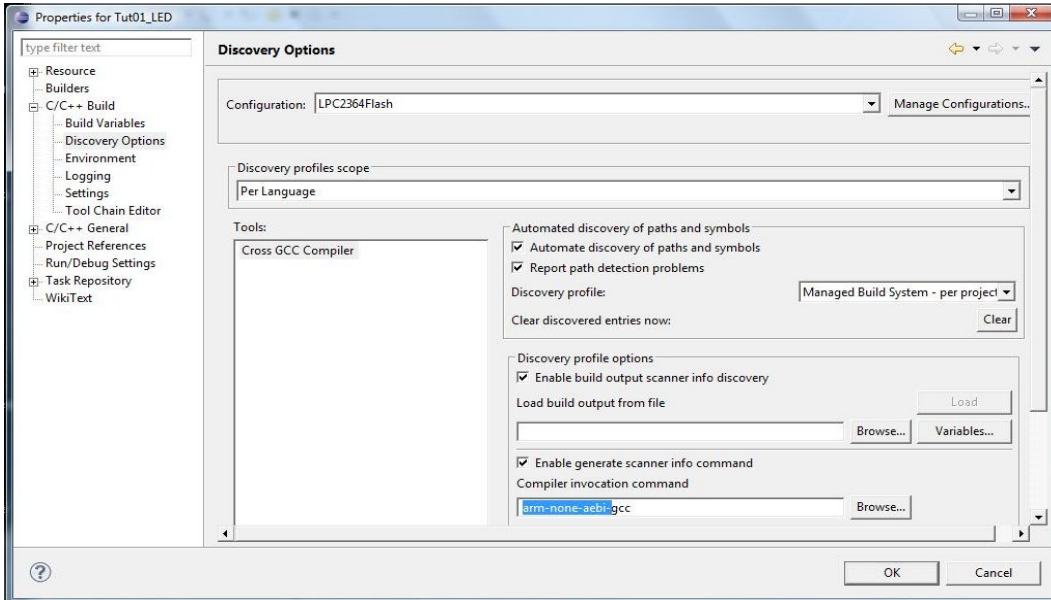 Properties for Tut01_LED
type filter text
Discovery Options
Resource
Builders
C/C++ Build
Build Variables
Discovery Options
Environment
Logging
Settings
Tool Chain Editor
C/C++ General
Project References
Run/Debug Settings
Task Repository
WikiText
Configuration: LPC2364Flash Manage Configurations..
Discovery profiles scope
Per Language
Tools:
Cross GCC Compiler
Automated discovery of paths and symbols
Automate discovery of paths and symbols
Report path detection problems
Discovery profile: Managed Build System - per project
Clear discovered entries now: Clear
Discovery profile options
Enable build output scanner info discovery
Load build output from file Load
Browse... Variables...
Enable generate scanner info command
Compiler invocation command
arm-none-aebi-gcc Browse...
? OK Cancel